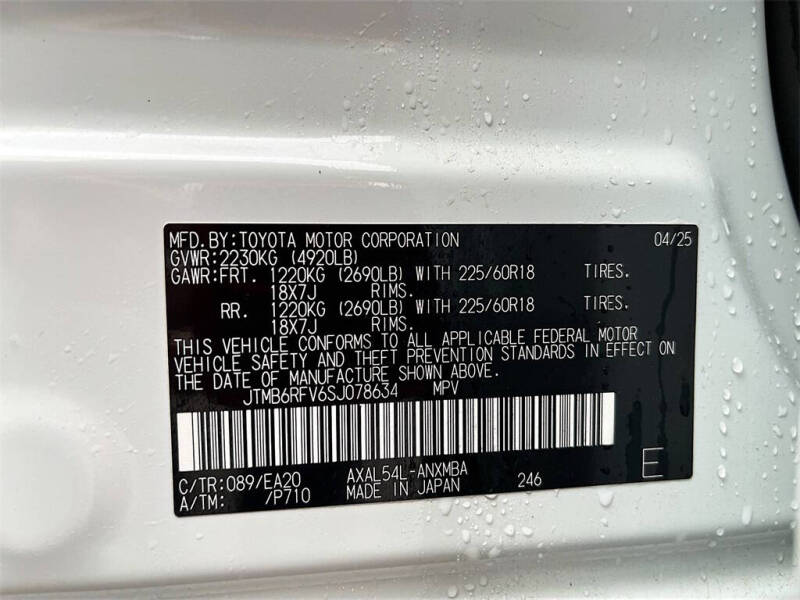 MFD.BY:TOYOTA MOTOR CORPORATION 04/25
GVWR:2230KG (4920LB)
GAWR:FRT. 1220KG (2690LB) WITH 225/60R18 TIRES.
18X7J RIMS.
RR. 1220KG (2690LB) WITH 225/60R18 TIRES.
18X7J RIMS.
THIS VEHICLE CONFORMS TO ALL APPLICABLE FEDERAL MOTOR
VEHICLE SAFETY AND THEFT PREVENTION STANDARDS IN EFFECT ON
THE DATE OF MANUFACTURE SHOWN ABOVE.
JTMB6RFV6SJ078634 MPV
C/TR:089/EA20 AXAL54L-ANXMBA E
A/TM: /P710 MADE IN JAPAN 246